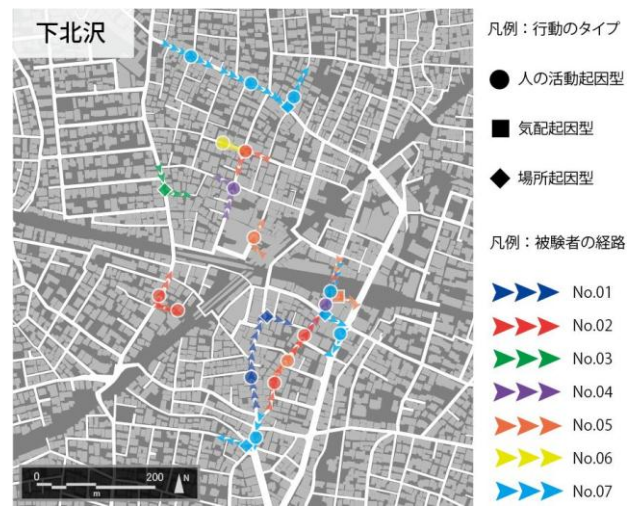 下北沢
凡例：行動のタイプ
人の活動起因型
気配起因型
場所起因型
凡例：被験者の経路
No.01
No.02
No.03
No.04
No.05
No.06
No.07
0 200
m
N